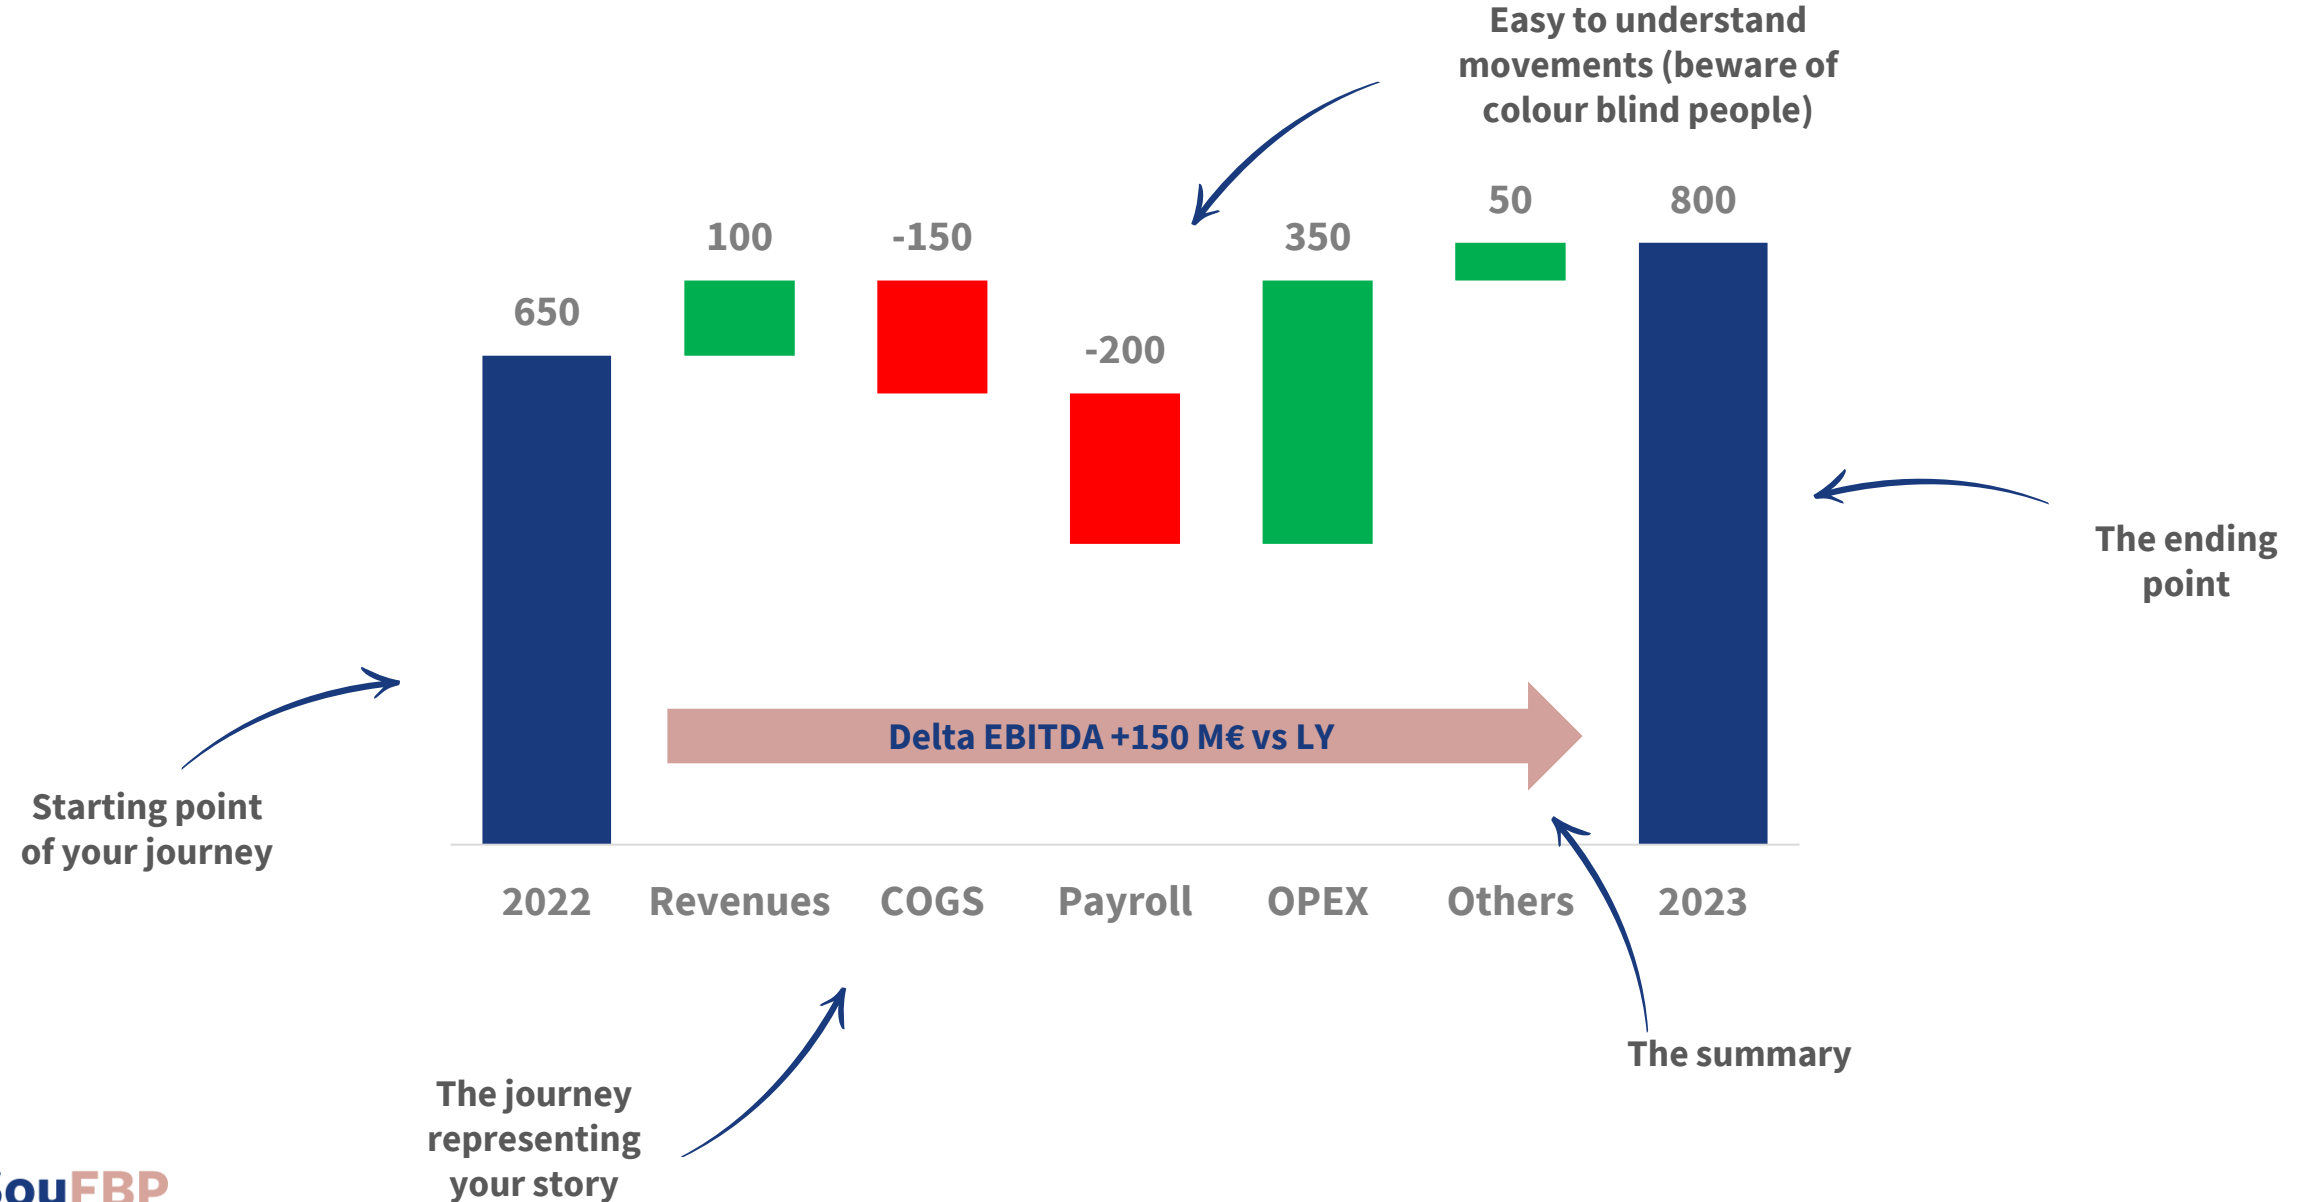 Easy to understand
movements (beware of
colour blind people)
50
800
100
-150
350
650
-200
The ending
point
Delta EBITDA +150 M€ vs LY
Starting point
of your journey
2022
Revenues
COGS
Payroll
OPEX
Others
2023
The summary
The journey
representing
your story
SouFBP